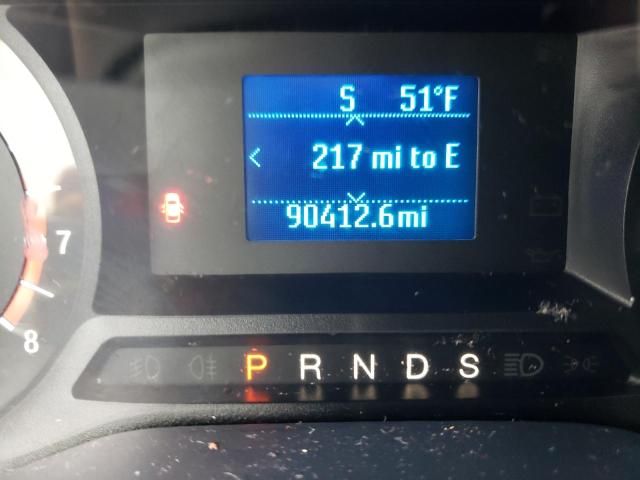 S 51°F
217 mi to E
90412.6mi
7
8
P R N D S